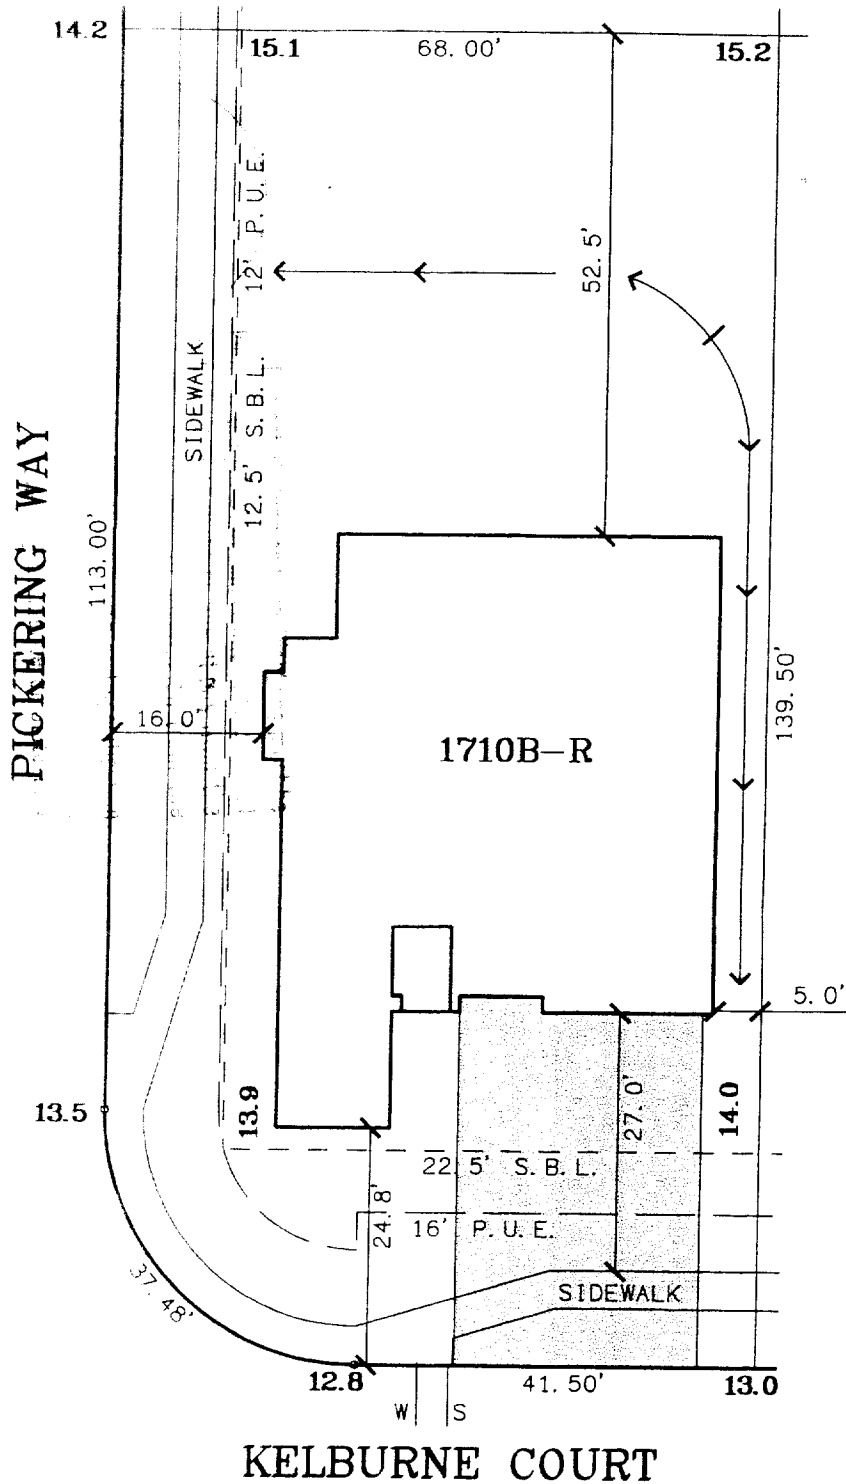 14.2
15.1
68.00'
15.2
12' P.U.E.
52.5'
SIDEWALK
12.5' S.B.L.
PICKERING WAY
113.00'
139.50'
16.0'
1710B-R
5.0'
13.5
13.9
27.0'
14.0
22.5' S.B.L.
24.8'
16' P.U.E.
37.48'
SIDEWALK
12.8
41.50'
13.0
W S
KELBURNE COURT